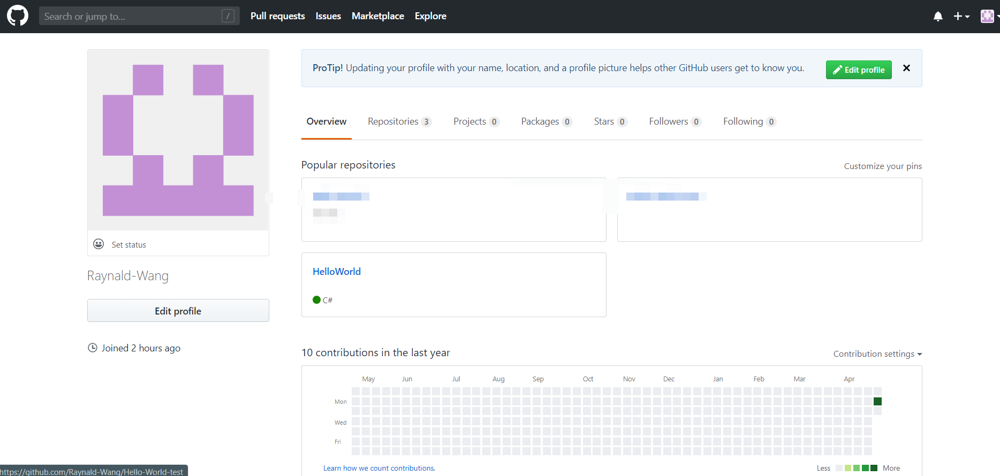 Search or jump to... /
Pull requests Issues Marketplace Explore
ProTip! Updating your profile with your name, location, and a profile picture helps other GitHub users get to know you.
Edit profile
Overview Repositories 3 Projects 0 Packages 0 Stars 0 Followers 0 Following 0
Set status
Raynald-Wang
Edit profile
Joined 2 hours ago
Popular repositories
Customize your pins
HelloWorld
C#
10 contributions in the last year
Contribution settings
May Jun Jul Aug Sep Oct Nov Dec Jan Feb Mar Apr
Mon
Wed
Fri
Learn how we count contributions.
Less More
https://github.com/Raynald-Wang/Hello-World-test